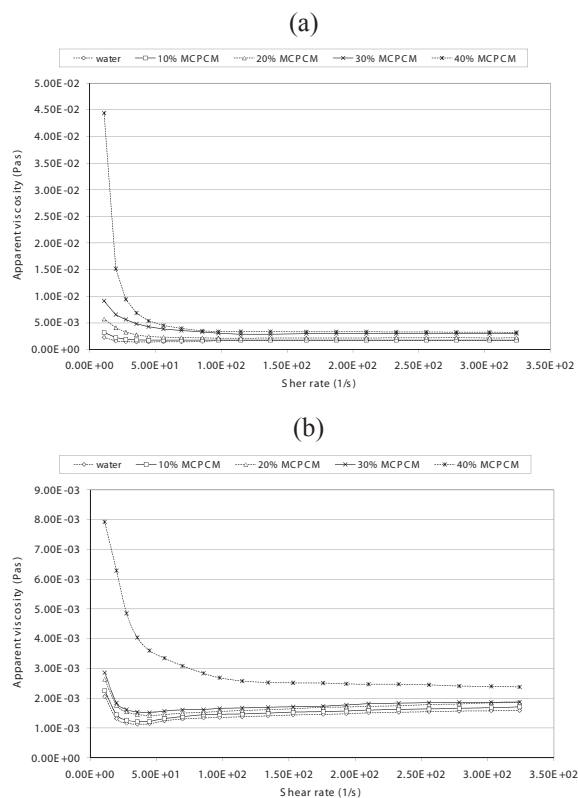 (a)
water 10% MCPCM 20% MCPCM 30% MCPCM 40% MCPCM
5.00E-02
4.50E-02
4.00E-02
3.50E-02
3.00E-02
2.50E-02
2.00E-02
1.50E-02
1.00E-02
5.00E-03
0.00E+00
Apparent viscosity (Pas)
0.00E+00 5.00E+01 1.00E+02 1.50E+02 2.00E+02 2.50E+02 3.00E+02 3.50E+02
Sher rate (1/s)
(b)
water 10% MCPCM 20% MCPCM 30% MCPCM 40% MCPCM
9.00E-03
8.00E-03
7.00E-03
6.00E-03
5.00E-03
4.00E-03
3.00E-03
2.00E-03
1.00E-03
0.00E+00
Apparent viscosity (Pas)
0.00E+00 5.00E+01 1.00E+02 1.50E+02 2.00E+02 2.50E+02 3.00E+02 3.50E+02
Shear rate (1/s)